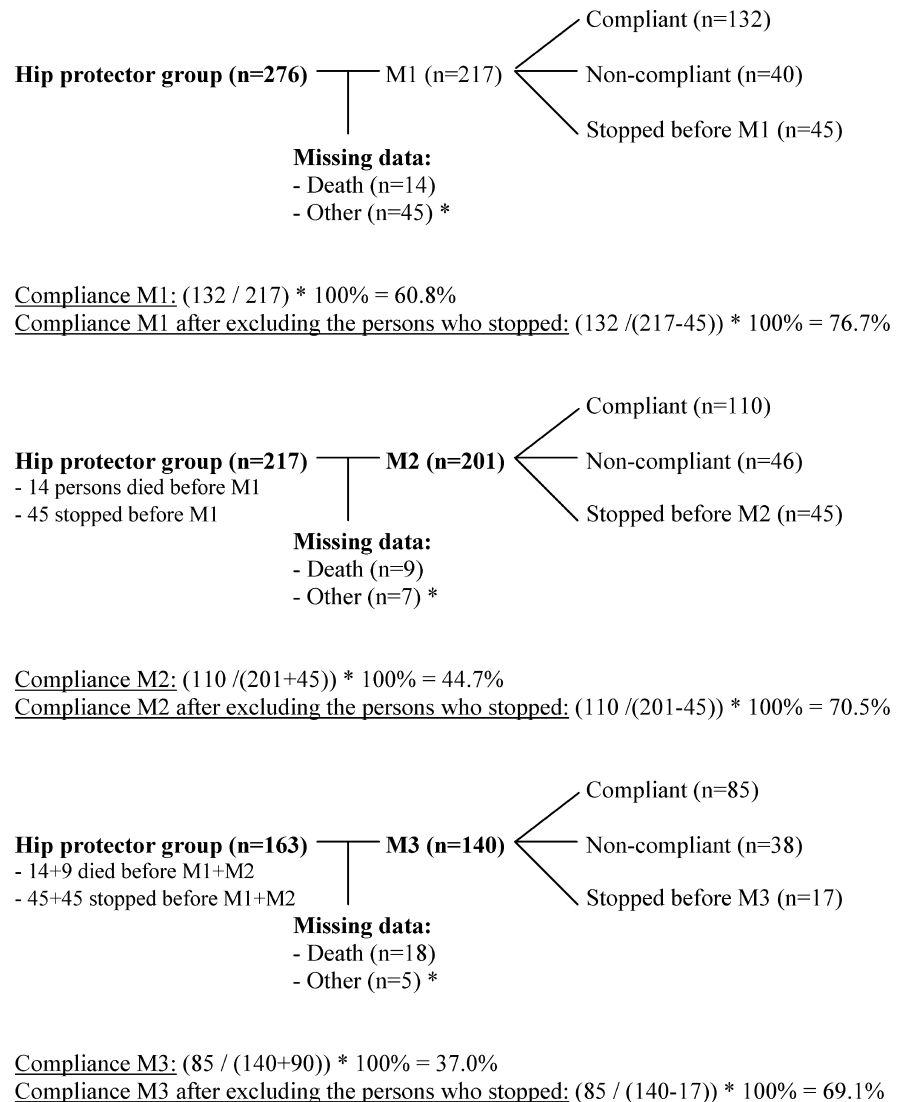 Compliant (n=132)
Hip protector group (n=276) M1 (n=217) Non-compliant (n=40)
Stopped before M1 (n=45)
Missing data:
- Death (n=14)
- Other (n=45) *
Compliance M1: (132 / 217) * 100% = 60.8%
Compliance M1 after excluding the persons who stopped: (132 /(217-45)) * 100% = 76.7%
Compliant (n=110)
Hip protector group (n=217) M2 (n=201) Non-compliant (n=46)
- 14 persons died before M1
- 45 stopped before M1
Stopped before M2 (n=45)
Missing data:
- Death (n=9)
- Other (n=7) *
Compliance M2: (110 /(201+45)) * 100% = 44.7%
Compliance M2 after excluding the persons who stopped: (110 /(201-45)) * 100% = 70.5%
Compliant (n=85)
Hip protector group (n=163) M3 (n=140) Non-compliant (n=38)
- 14+9 died before M1+M2
- 45+45 stopped before M1+M2
Stopped before M3 (n=17)
Missing data:
- Death (n=18)
- Other (n=5) *
Compliance M3: (85 / (140+90)) * 100% = 37.0%
Compliance M3 after excluding the persons who stopped: (85 / (140-17)) * 100% = 69.1%